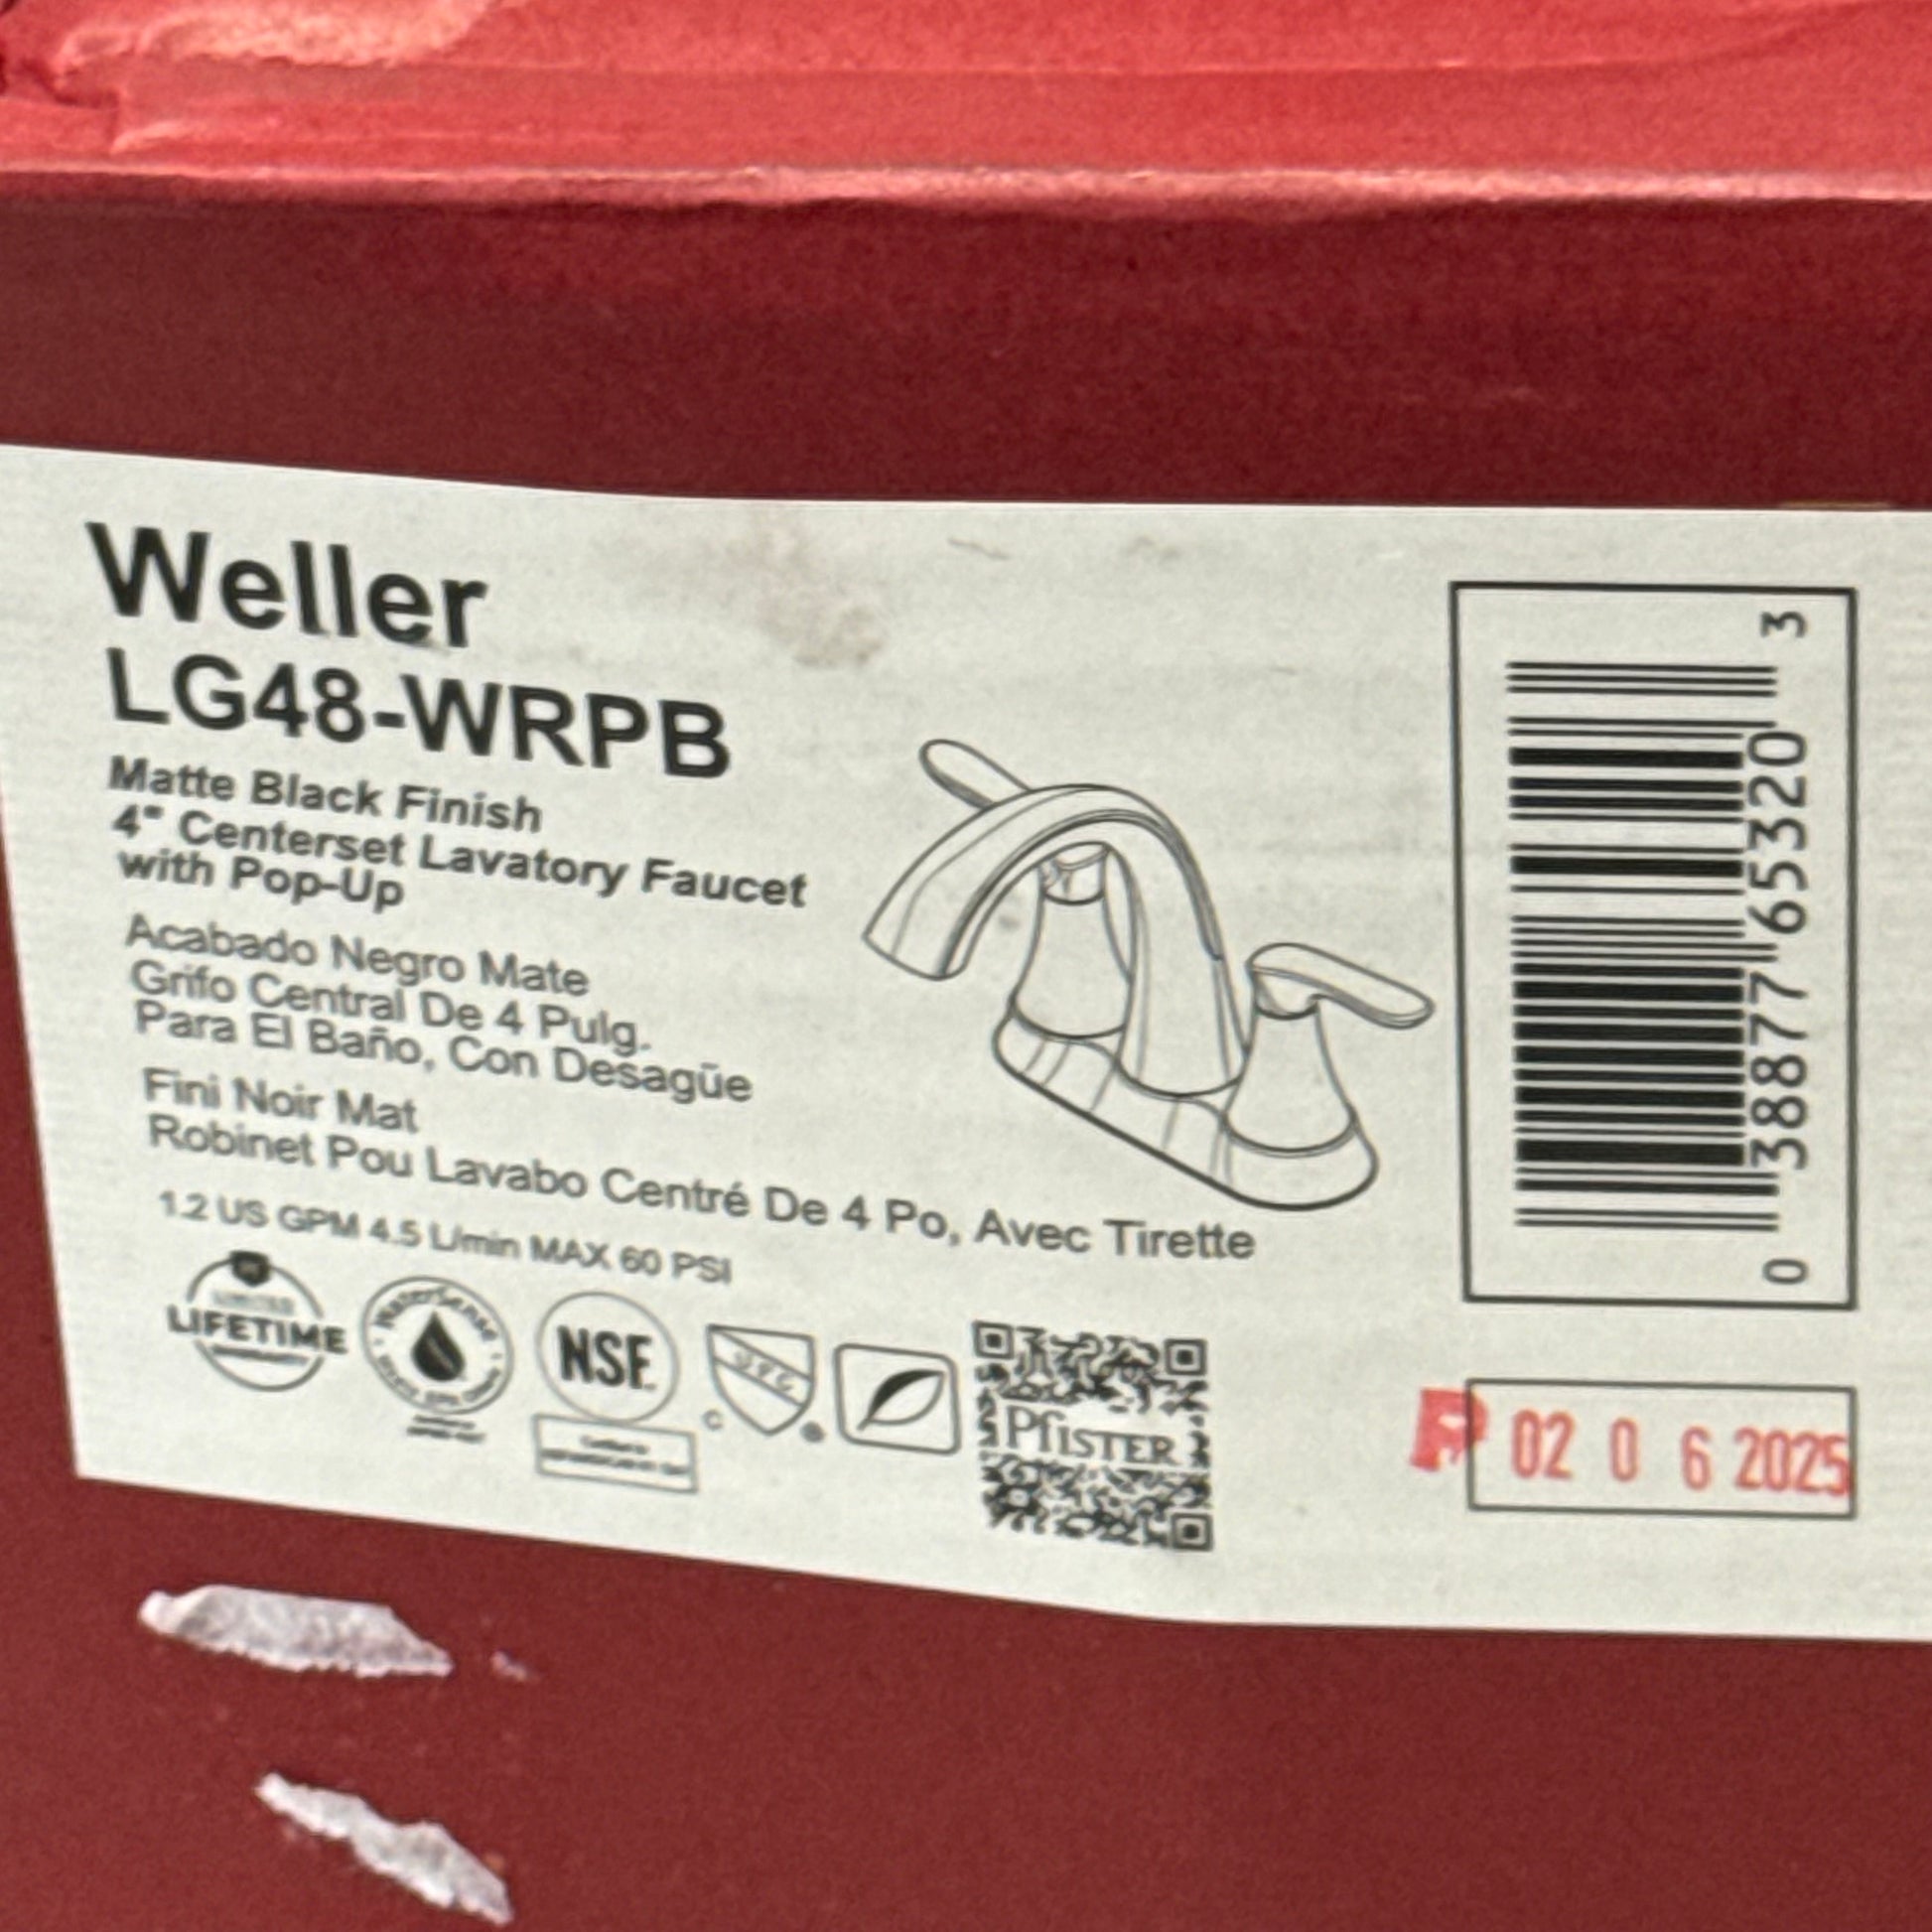 Weller
LG48-WRPB
Matte Black Finish
4" Centerset Lavatory Faucet
with Pop-Up
Acabado Negro Mate
Grifo Central De 4 Pulg.
Para El Baño, Con Desagüe
Fini Noir Mat
Robinet Pou Lavabo Centré De 4 Po, Avec Tirette
1.2 US GPM 4.5 L/min MAX 60 PSI
LIFETIME
WaterSense
NSF
UPC
c
®
Pfister
0 38877 65320 3
P 02 0 6 2025